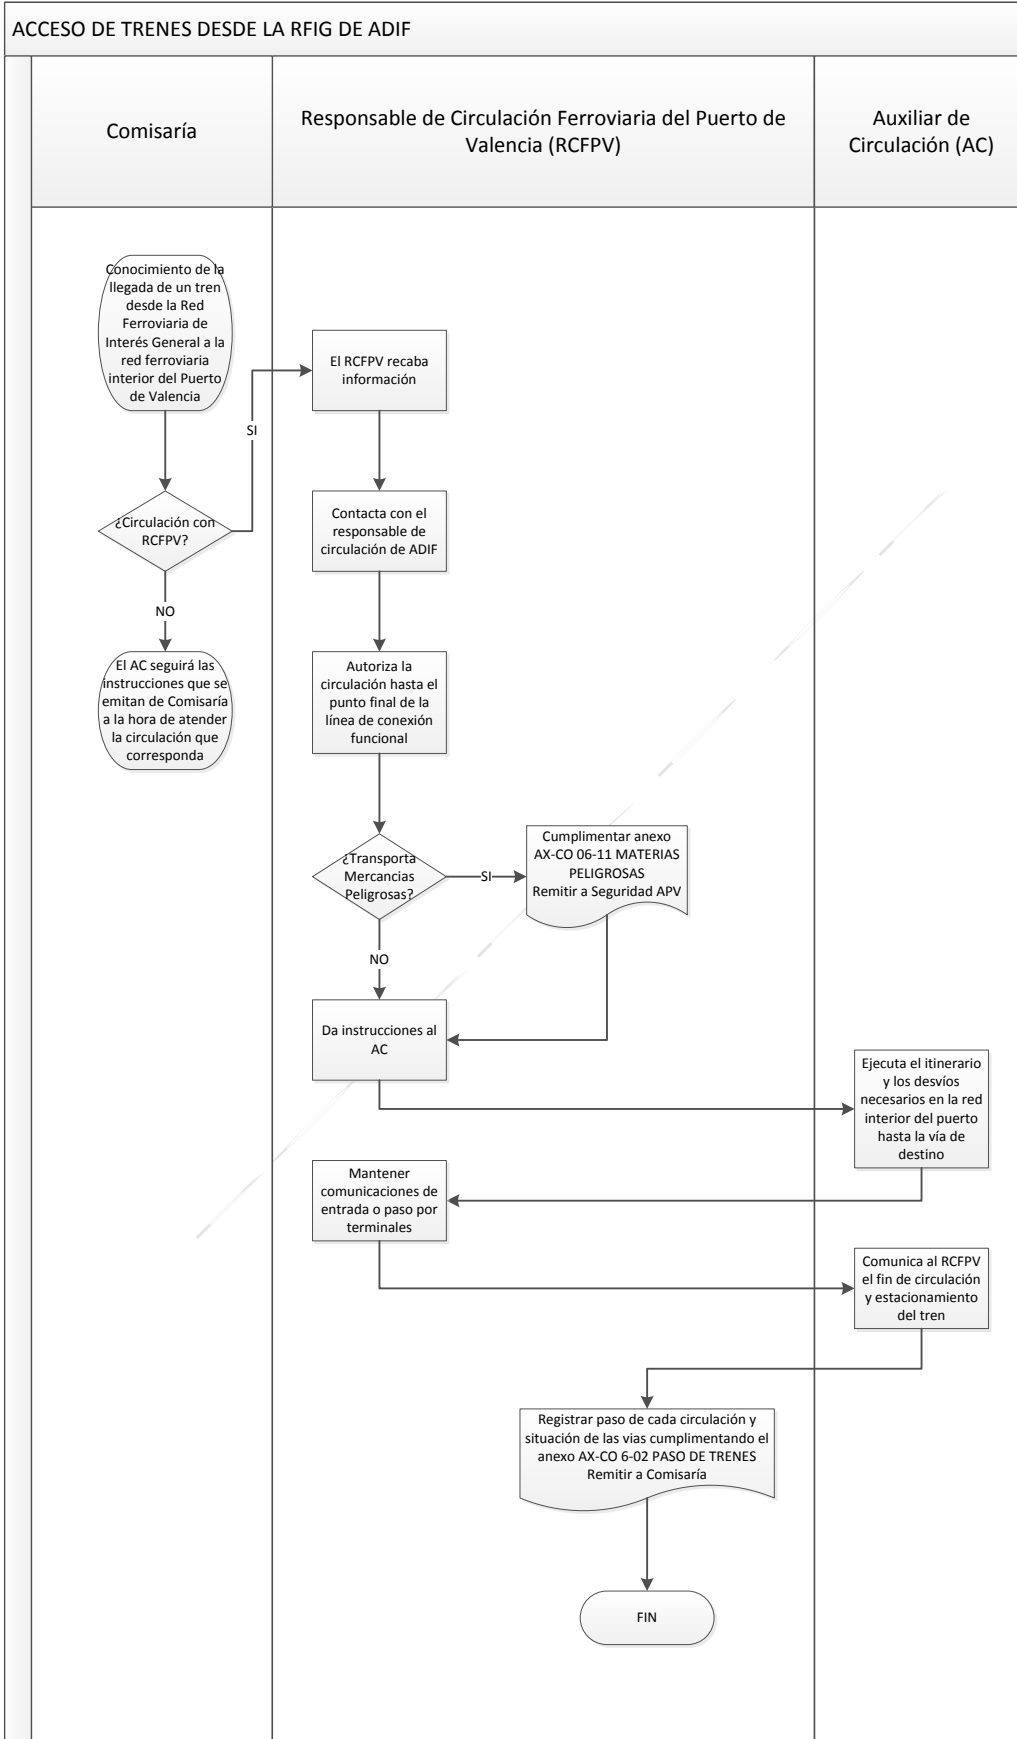 ACCESO DE TRENES DESDE LA RFIG DE ADIF
Comisaría
Responsable de Circulación Ferroviaria del Puerto de
Valencia (RCFPV)
Auxiliar de
Circulación (AC)
Conocimiento de la
llegada de un tren
desde la Red
Ferroviaria de
Interés General a la
red ferroviaria
interior del Puerto
de Valencia
¿Circulación con
RCFPV?
SI
NO
El AC seguirá las
instrucciones que se
emitan de Comisaría
a la hora de atender
la circulación que
corresponda
El RCFPV recaba
información
Contacta con el
responsable de
circulación de ADIF
Autoriza la
circulación hasta el
punto final de la
línea de conexión
funcional
¿Transporta
Mercancias
Peligrosas?
SI
Cumplimentar anexo
AX-CO 06-11 MATERIAS
PELIGROSAS
Remitir a Seguridad APV
NO
Da instrucciones al
AC
Ejecuta el itinerario
y los desvíos
necesarios en la red
interior del puerto
hasta la vía de
destino
Mantener
comunicaciones de
entrada o paso por
terminales
Comunica al RCFPV
el fin de circulación
y estacionamiento
del tren
Registrar paso de cada circulación y
situación de las vias cumplimentando el
anexo AX-CO 6-02 PASO DE TRENES
Remitir a Comisaría
FIN